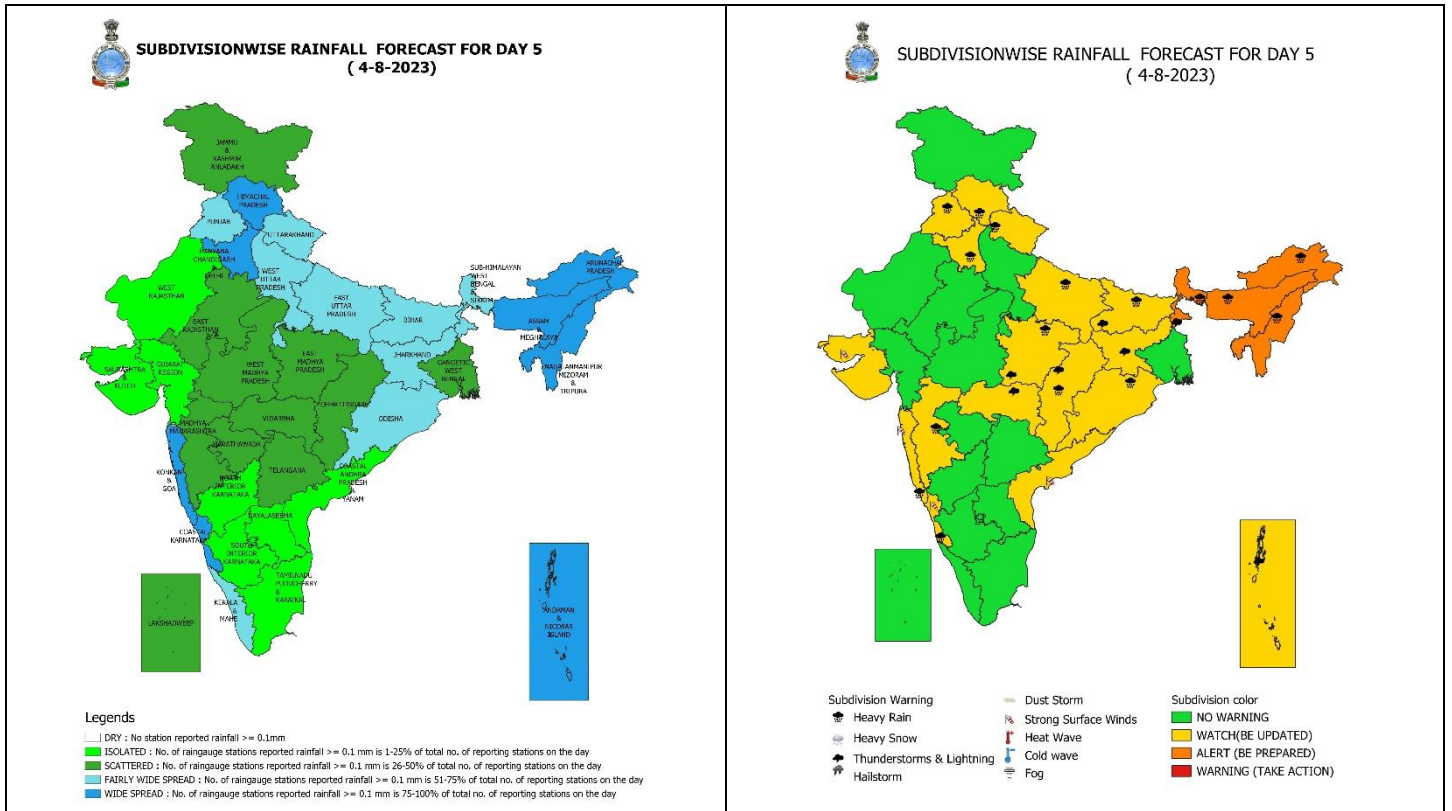 SUBDIVISIONWISE RAINFALL FORECAST FOR DAY 5
( 4-8-2023)
JAMMU
&
KASHMIR
ANLADAKH
HIMACHAL
PRADESH
PUNJAB
UTTARAKHAND
CHANDIGARH
DELHI
WEST
UTTAR
PRADESH
WEST
RAJASTHAN
EAST
RAJASTHAN
EAST
UTTAR
PRADESH
BIHAR
SUB-HIMALAYAN
WEST
BENGAL
&
ARUNACHAL
PRADESH
ASSAM
&
MEGHALAYA
MIZORAM
&
TRIPURA
JHARKHAND
GANGETIC
WEST
BENGAL
EAST
MADHYA
PRADESH
WEST
MADHYA
PRADESH
GUJARAT
REGION
SAURASHTRA
&
KUTCH
CHHATTISGARH
ODISHA
VIDARBHA
MADHYA
MAHARASHTRA
MARATHAWADA
TELANGANA
KONKAN
&
GOA
INTERIOR
KARNATAKA
COASTAL
ANDHRA
PRADESH
YANAM
RAYALASEEMA
COASTAL
KARNATAKA
SOUTH
INTERIOR
KARNATAKA
TAMILNADU
PUDUCHERRY
&
KARAIKAL
KERALA
&
MAHE
LAKSHADWEEP
ANDAMAN
&
NICOBAR
ISLAND
Legends
DRY : No station reported rainfall >= 0.1mm
ISOLATED : No. of raingauge stations reported rainfall >= 0.1 mm is 1-25% of total no. of reporting stations on the day
SCATTERED : No. of raingauge stations reported rainfall >= 0.1 mm is 26-50% of total no. of reporting stations on the day
FAIRLY WIDE SPREAD : No. of raingauge stations reported rainfall >= 0.1 mm is 51-75% of total no. of reporting stations on the day
WIDE SPREAD : No. of raingauge stations reported rainfall >= 0.1 mm is 75-100% of total no. of reporting stations on the day
SUBDIVISIONWISE RAINFALL FORECAST FOR DAY 5
( 4-8-2023)
Subdivision Warning
Heavy Rain
Heavy Snow
Thunderstorms & Lightning
Hailstorm
Dust Storm
Strong Surface Winds
Heat Wave
Cold wave
Fog
Subdivision color
NO WARNING
WATCH(BE UPDATED)
ALERT (BE PREPARED)
WARNING (TAKE ACTION)